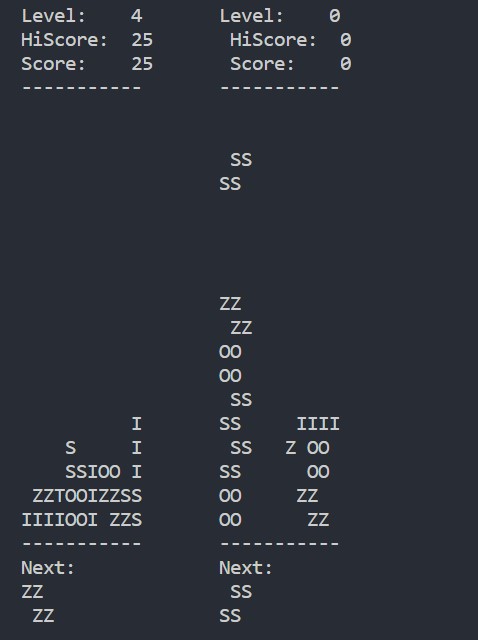 Level:    4       Level:    0
HiScore:  25       HiScore:  0
Score:    25       Score:    0
-----------       -----------
                   SS
                  SS
                  ZZ
                   ZZ
                  OO
                  OO
                   SS
          I       SS     IIII
    S     I        SS   Z OO
    SSIOO I       SS      OO
 ZZTOOIZZSS       OO     ZZ
IIIIOOI ZZS       OO      ZZ
-----------       -----------
Next:             Next:
ZZ                 SS
 ZZ               SS